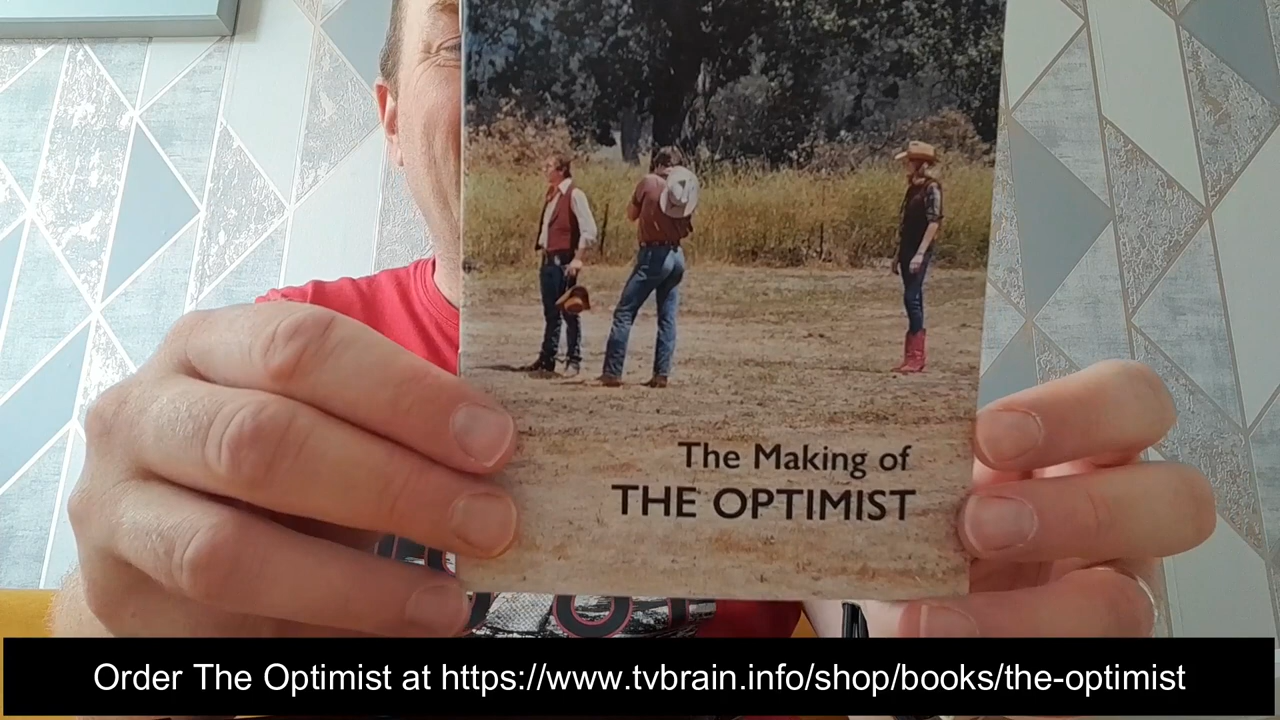 The Making of
THE OPTIMIST
Order The Optimist at https://www.tvbrain.info/shop/books/the-optimist